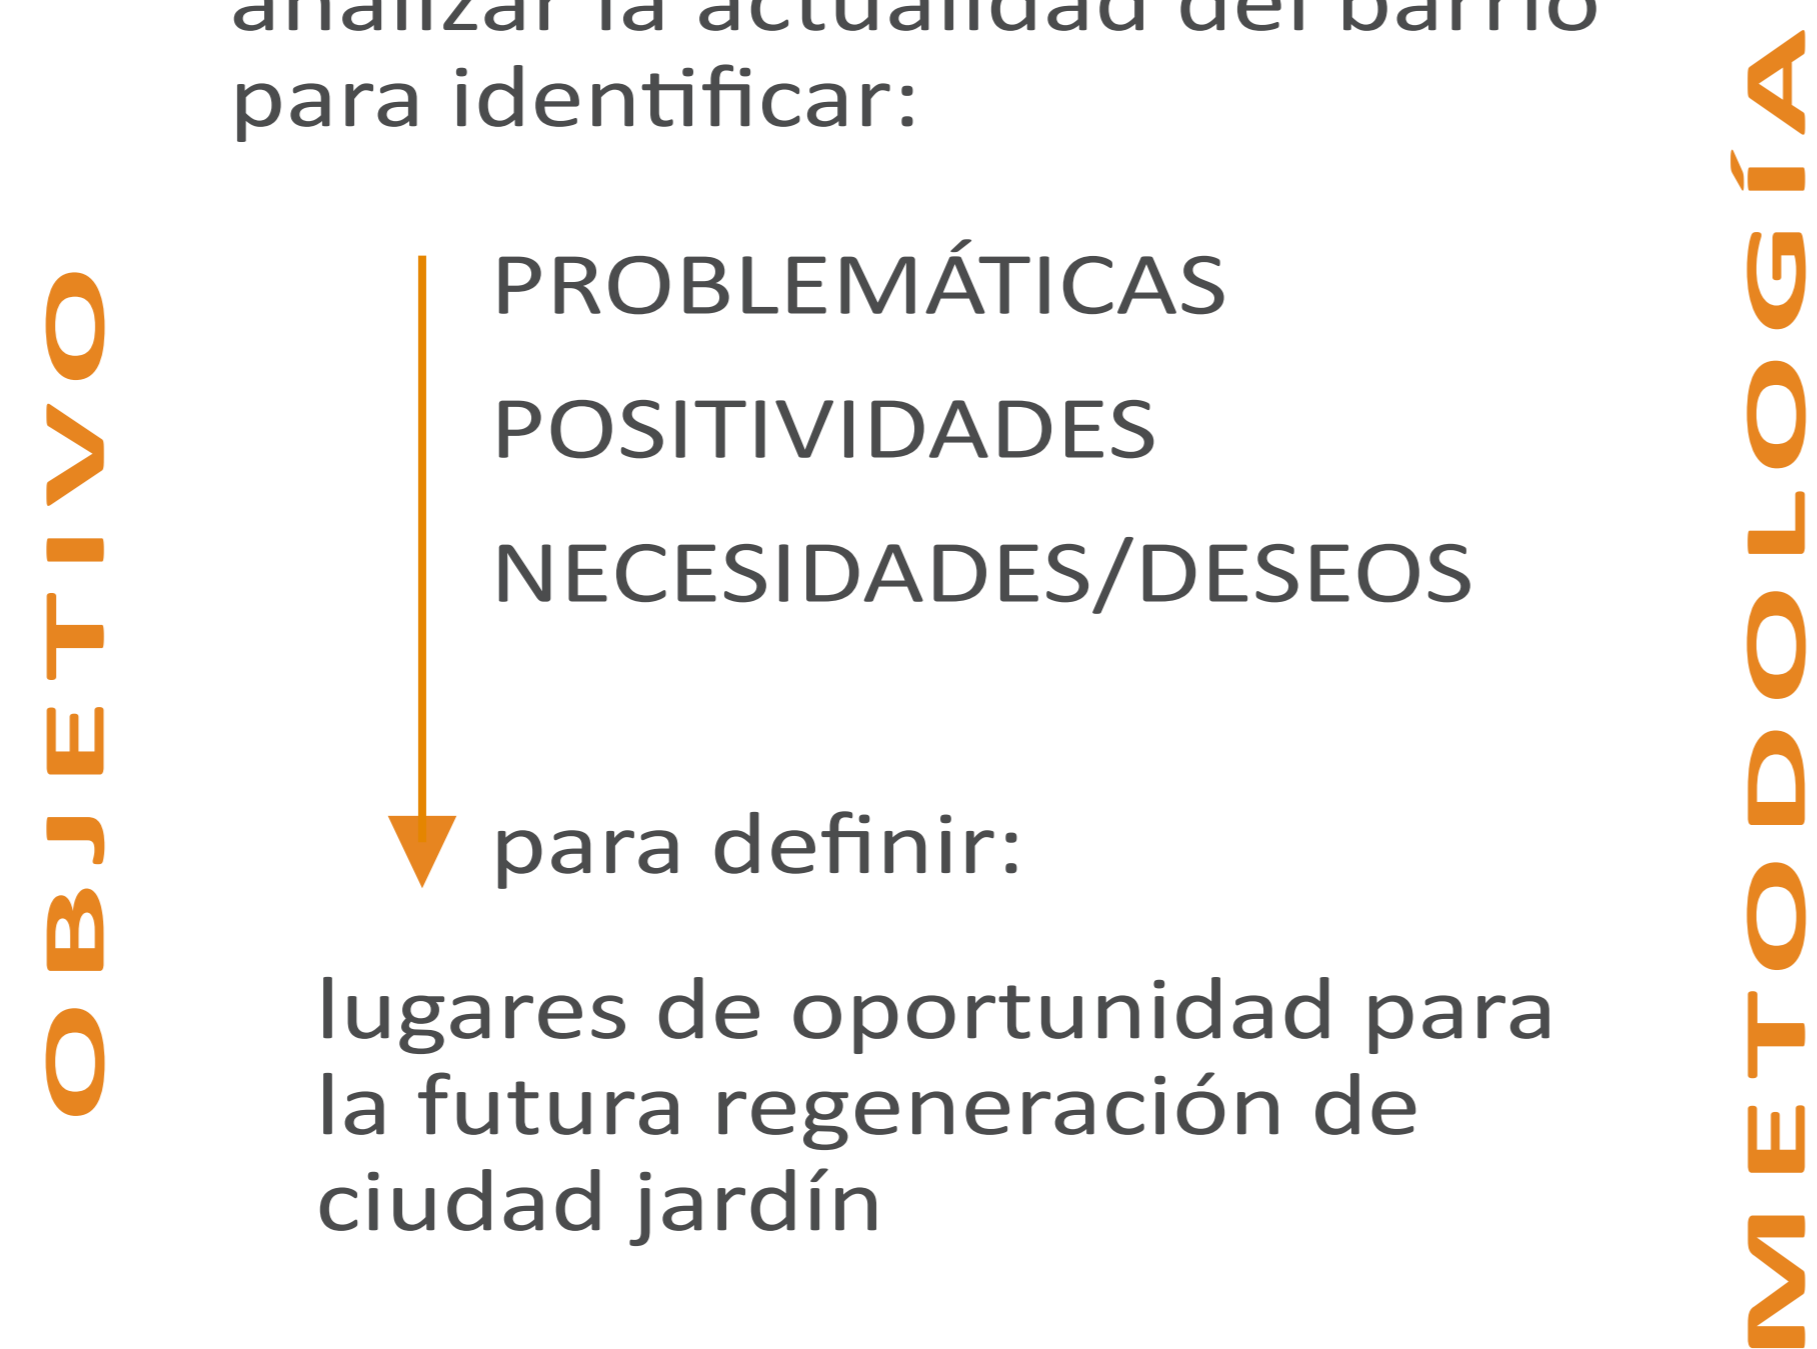 OBJETIVO
analizar la actualidad del barrio
para identificar:
PROBLEMÁTICAS
POSITIVIDADES
NECESIDADES/DESEOS
para definir:
lugares de oportunidad para
la futura regeneración de
ciudad jardín
METODOLOGÍA